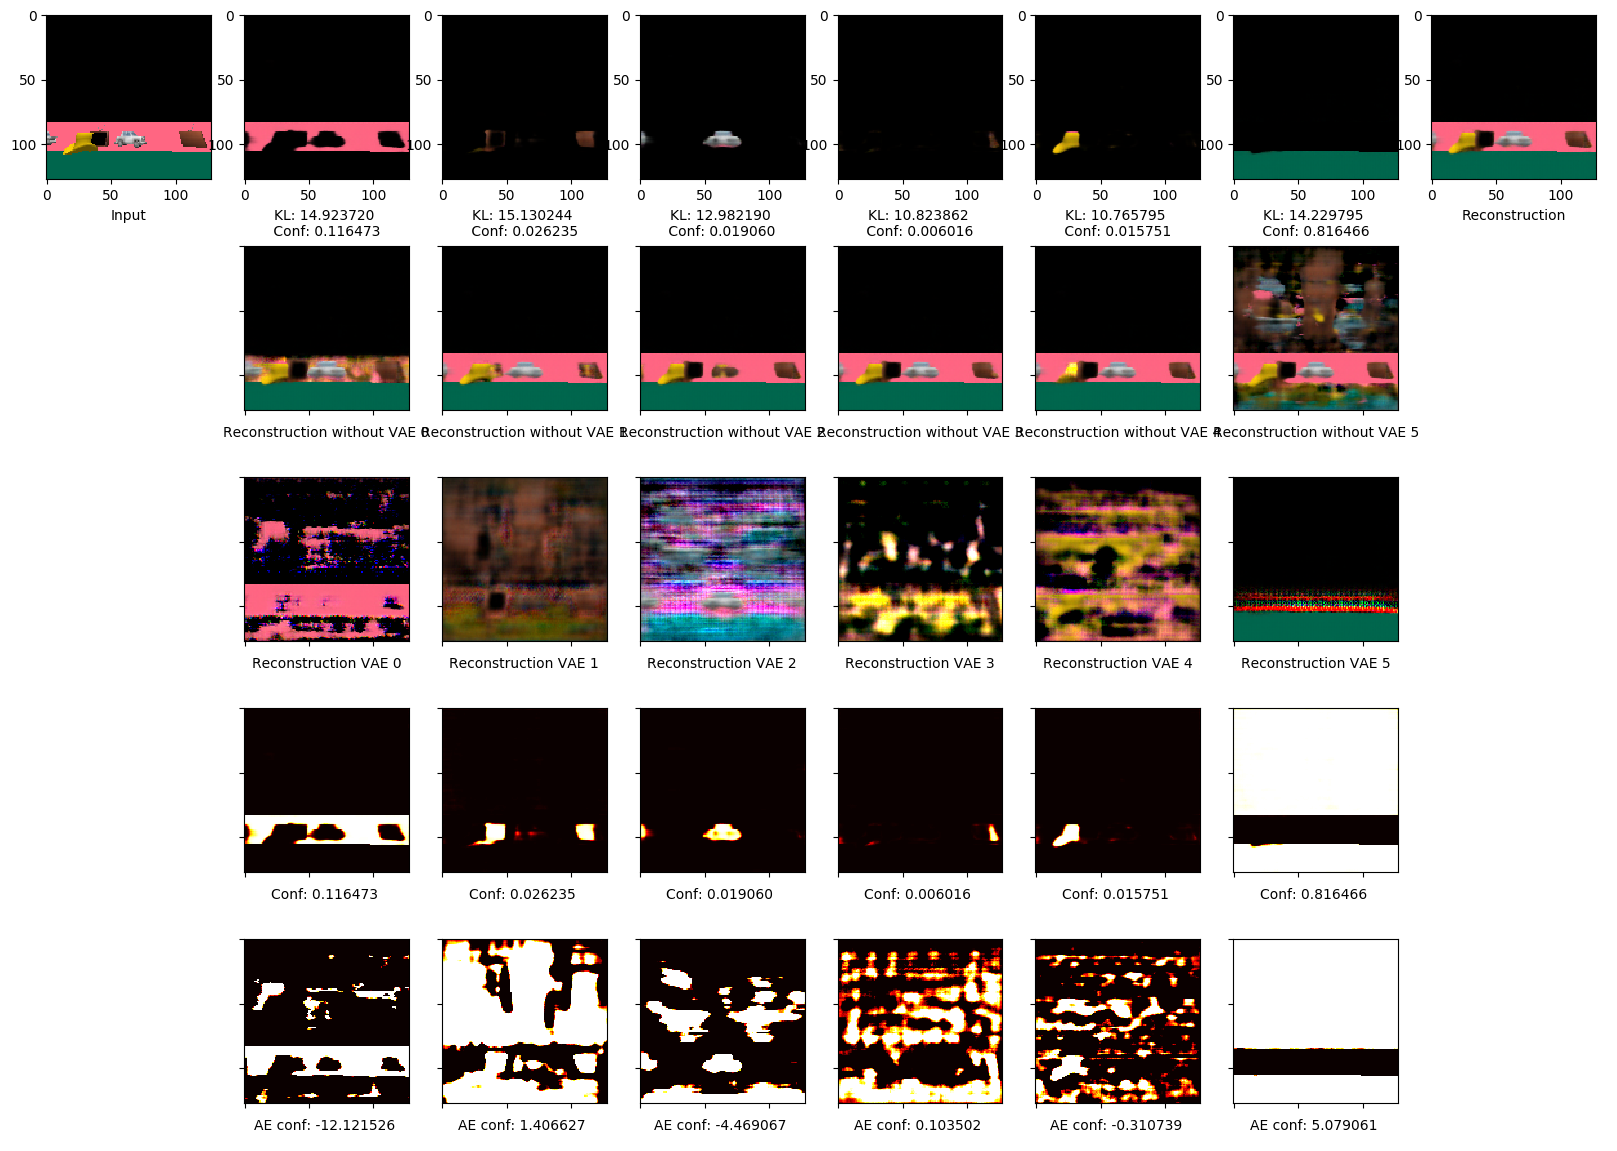 0 0 0 0 0 0 0 0
50 50 50 50 50 50 50 50
100 100 100 100 100 100 100 100
0 50 100 0 50 100 0 50 100 0 50 100 0 50 100 0 50 100 0 50 100 0 50 100
Input KL: 14.923720 KL: 15.130244 KL: 12.982190 KL: 10.823862 KL: 10.765795 KL: 14.229795 Reconstruction
Conf: 0.116473 Conf: 0.026235 Conf: 0.019060 Conf: 0.006016 Conf: 0.015751 Conf: 0.816466
Reconstruction without VAE 0 Reconstruction without VAE 1 Reconstruction without VAE 2 Reconstruction without VAE 3 Reconstruction without VAE 4 Reconstruction without VAE 5
Reconstruction VAE 0 Reconstruction VAE 1 Reconstruction VAE 2 Reconstruction VAE 3 Reconstruction VAE 4 Reconstruction VAE 5
Conf: 0.116473 Conf: 0.026235 Conf: 0.019060 Conf: 0.006016 Conf: 0.015751 Conf: 0.816466
AE conf: -12.121526 AE conf: 1.406627 AE conf: -4.469067 AE conf: 0.103502 AE conf: -0.310739 AE conf: 5.079061